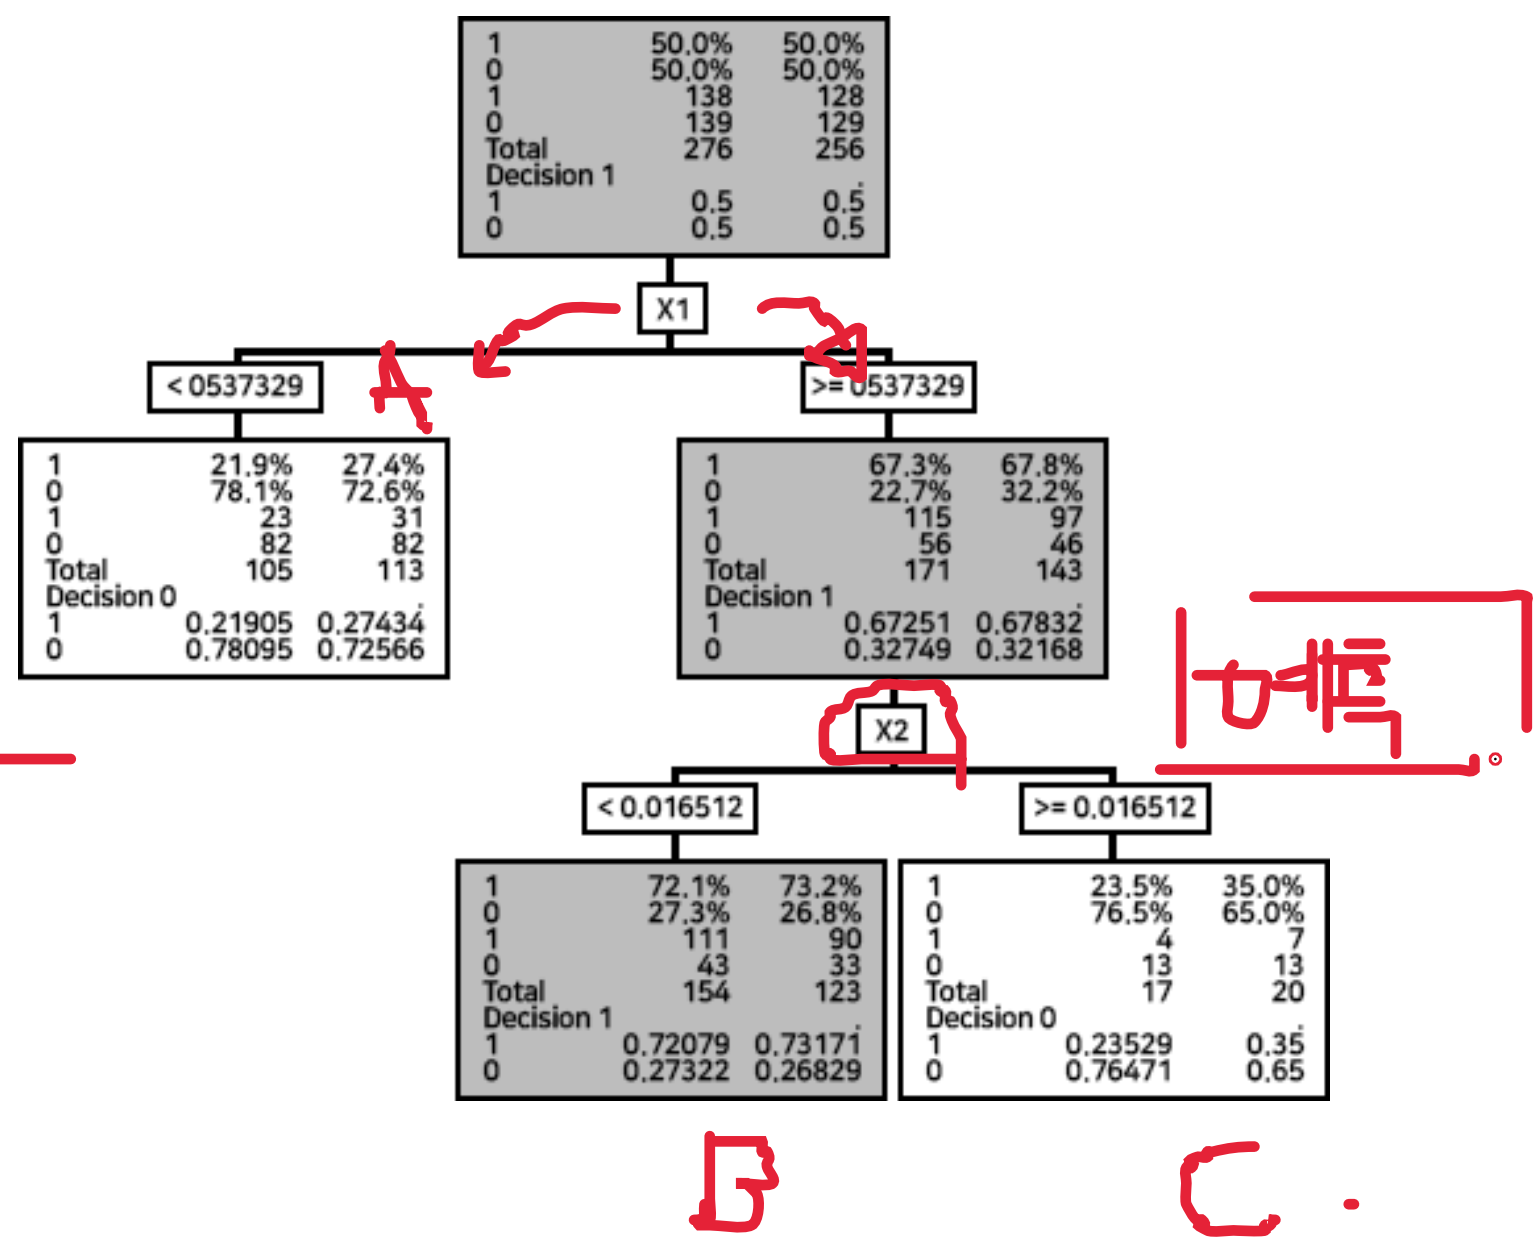 1 50.0% 50.0%
0 50.0% 50.0%
1 138 128
0 139 129
Total 276 256
Decision 1 .
1 0.5 0.5
0 0.5 0.5
X1
< 0537329
>= 0537329
A
1 21.9% 27.4%
0 78.1% 72.6%
1 23 31
0 82 82
Total 105 113
Decision 0 .
1 0.21905 0.27434
0 0.78095 0.72566
1 67.3% 67.8%
0 22.7% 32.2%
1 115 97
0 56 46
Total 171 143
Decision 1 .
1 0.67251 0.67832
0 0.32749 0.32168
X2
< 0.016512
>= 0.016512
1 72.1% 73.2%
0 27.3% 26.8%
1 111 90
0 43 33
Total 154 123
Decision 1 .
1 0.72079 0.73171
0 0.27322 0.26829
1 23.5% 35.0%
0 76.5% 65.0%
1 4 7
0 13 13
Total 17 20
Decision 0 .
1 0.23529 0.35
0 0.76471 0.65
B
C